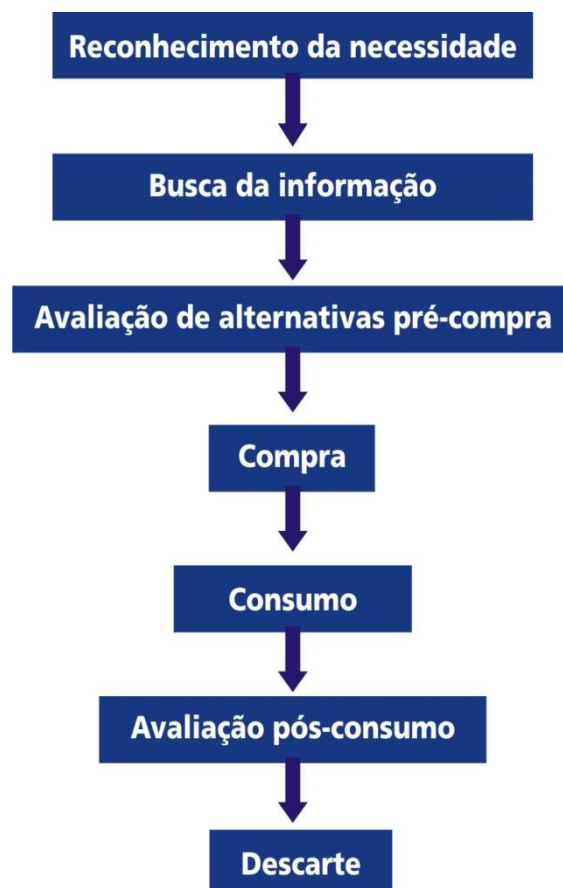 Reconhecimento da necessidade
Busca da informação
Avaliação de alternativas pré-compra
Compra
Consumo
Avaliação pós-consumo
Descarte